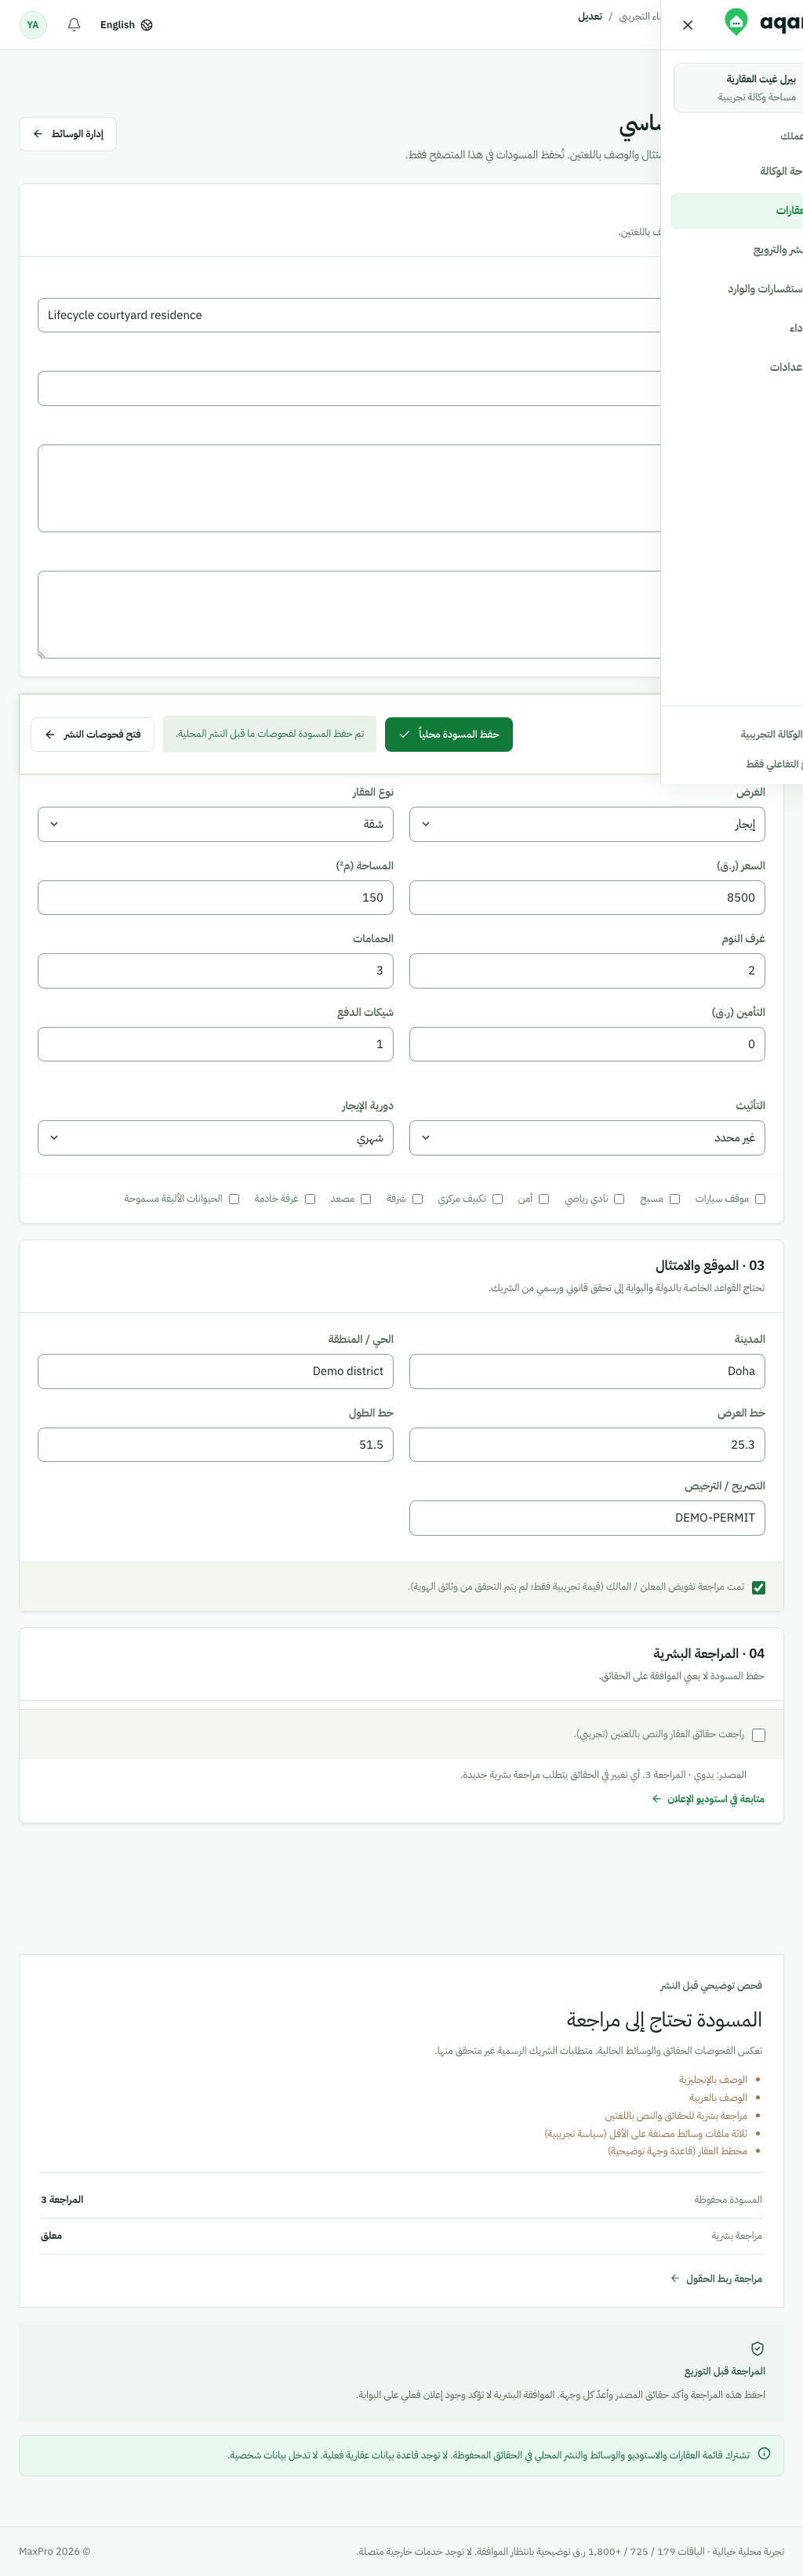 تعديل / 
English
YA
بيرل غيت العقارية
مساحة وكالة تجريبية
إدارة الوسائط
والوصف باللغتين. تُحفظ المسودات في هذا المتصفح فقط.
باللغتين.
Lifecycle courtyard residence
حفظ المسودة محلياً
تم حفظ المسودة لفحوصات ما قبل النشر المحلية.
فتح فحوصات النشر
الوكالة التجريبية
التفاعلي فقط
الغرض
نوع العقار
إيجار
شقة
السعر (ر.ق)
المساحة (م²)
8500
150
غرف النوم
الحمامات
2
3
التأمين (ر.ق)
شيكات الدفع
0
1
التأثيث
دورية الإيجار
غير محدد
شهري
موقف سيارات
مسبح
نادي رياضي
أمن
تكييف مركزي
شرفة
مصعد
غرفة خادمة
الحيوانات الأليفة مسموحة
03 · الموقع والامتثال
تحتاج القواعد الخاصة بالدولة والبوابة إلى تحقق قانوني ورسمي من الشريك.
المدينة
الحي / المنطقة
Doha
Demo district
خط العرض
خط الطول
25.3
51.5
التصريح / الترخيص
DEMO-PERMIT
تمت مراجعة تفويض المعلن / المالك (قيمة تجريبية فقط؛ لم يتم التحقق من وثائق الهوية).
04 · المراجعة البشرية
حفظ المسودة لا يعني الموافقة على الحقائق.
راجعت حقائق العقار والنص باللغتين (تجريبي).
المصدر: يدوي · المراجعة 3. أي تغيير في الحقائق يتطلب مراجعة بشرية جديدة.
متابعة في استوديو الإعلان
فحص توضيحي قبل النشر
المسودة تحتاج إلى مراجعة
تعكس الفحوصات الحقائق والوسائط الحالية. متطلبات الشريك الرسمية غير متحقق منها.
الوصف بالإنجليزية
الوصف بالعربية
مراجعة بشرية للحقائق والنص باللغتين
ثلاثة ملفات وسائط مصنفة على الأقل (سياسة تجريبية)
مخطط العقار (قاعدة وجهة توضيحية)
المسودة محفوظة
المراجعة 3
مراجعة بشرية
معلق
مراجعة ربط الحقول
المراجعة قبل التوزيع
احفظ هذه المراجعة وأكد حقائق المصدر وأعدّ كل وجهة. الموافقة البشرية لا تؤكد وجود إعلان فعلي على البوابة.
تشترك قائمة العقارات والاستوديو والوسائط والنشر المحلي في الحقائق المحفوظة. لا توجد قاعدة بيانات عقارية فعلية. لا تدخل بيانات شخصية.
تجربة محلية خيالية · الباقات 179 / 725 / +1,800 ر.ق توضيحية بانتظار الموافقة. لا توجد خدمات خارجية متصلة.
© 2026 MaxPro